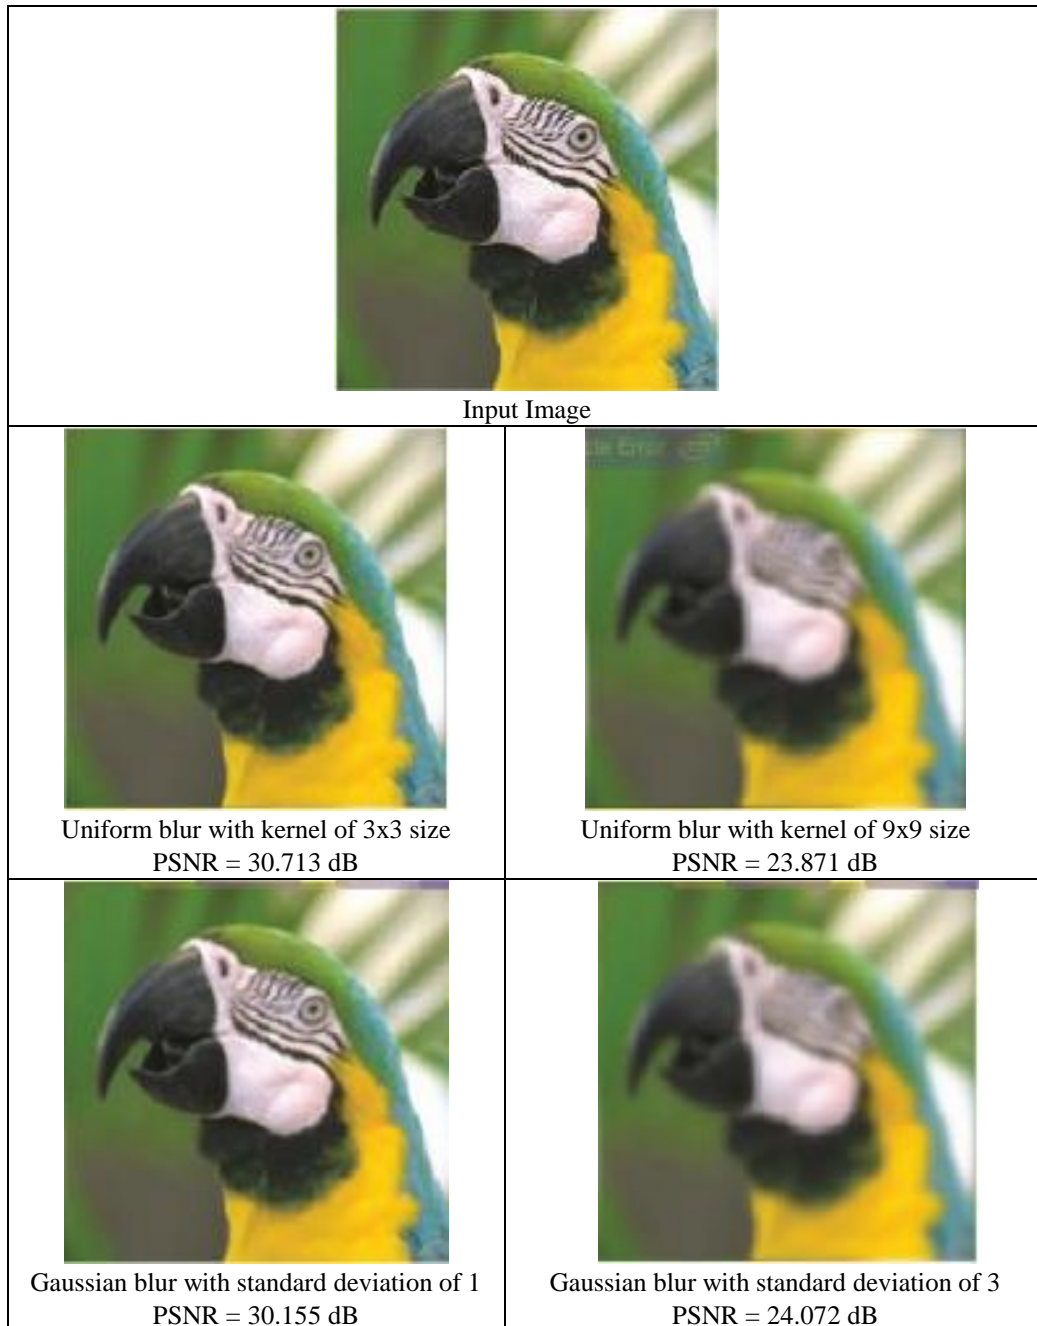 Input Image
Uniform blur with kernel of 3x3 size
PSNR = 30.713 dB
Uniform blur with kernel of 9x9 size
PSNR = 23.871 dB
Gaussian blur with standard deviation of 1
PSNR = 30.155 dB
Gaussian blur with standard deviation of 3
PSNR = 24.072 dB